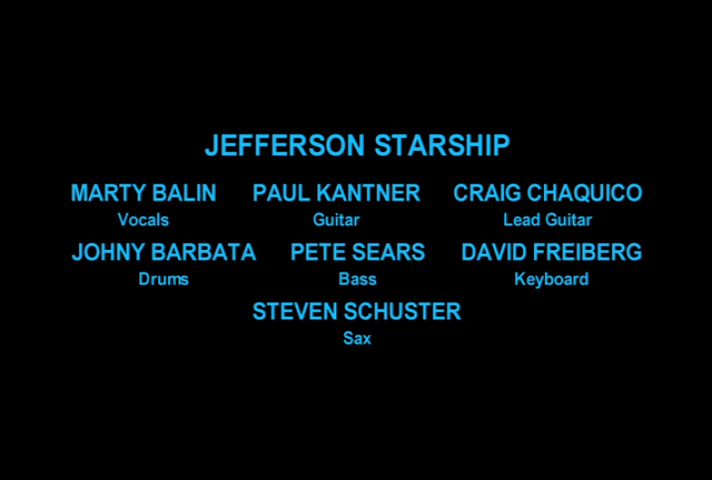 JEFFERSON STARSHIP
MARTY BALIN PAUL KANTNER CRAIG CHAQUICO
Vocals Guitar Lead Guitar
JOHNY BARBATA PETE SEARS DAVID FREIBERG
Drums Bass Keyboard
STEVEN SCHUSTER
Sax